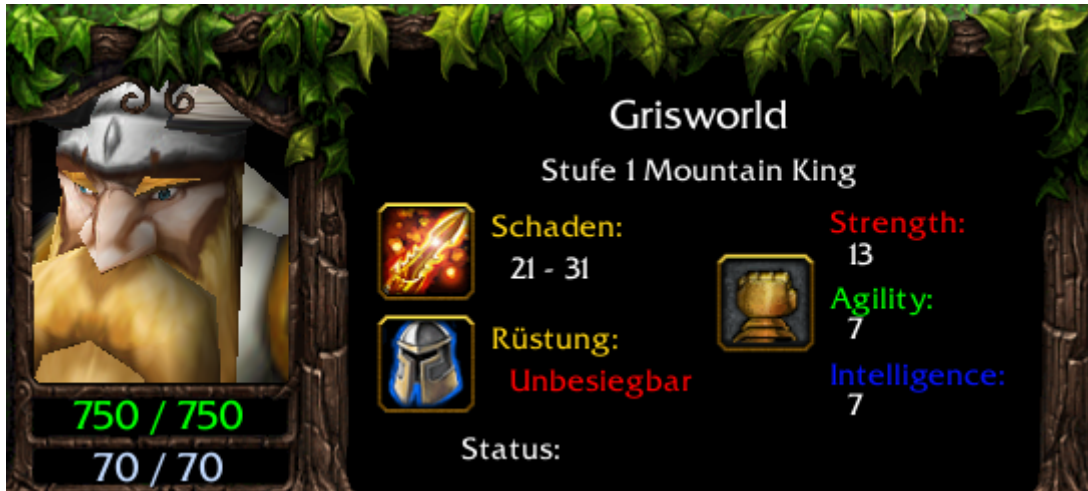 Grisworld
Stufe 1 Mountain King
Schaden:
21 - 31
Rüstung:
Unbesiegbar
Strength:
13
Agility:
7
Intelligence:
7
Status:
750 / 750
70 / 70